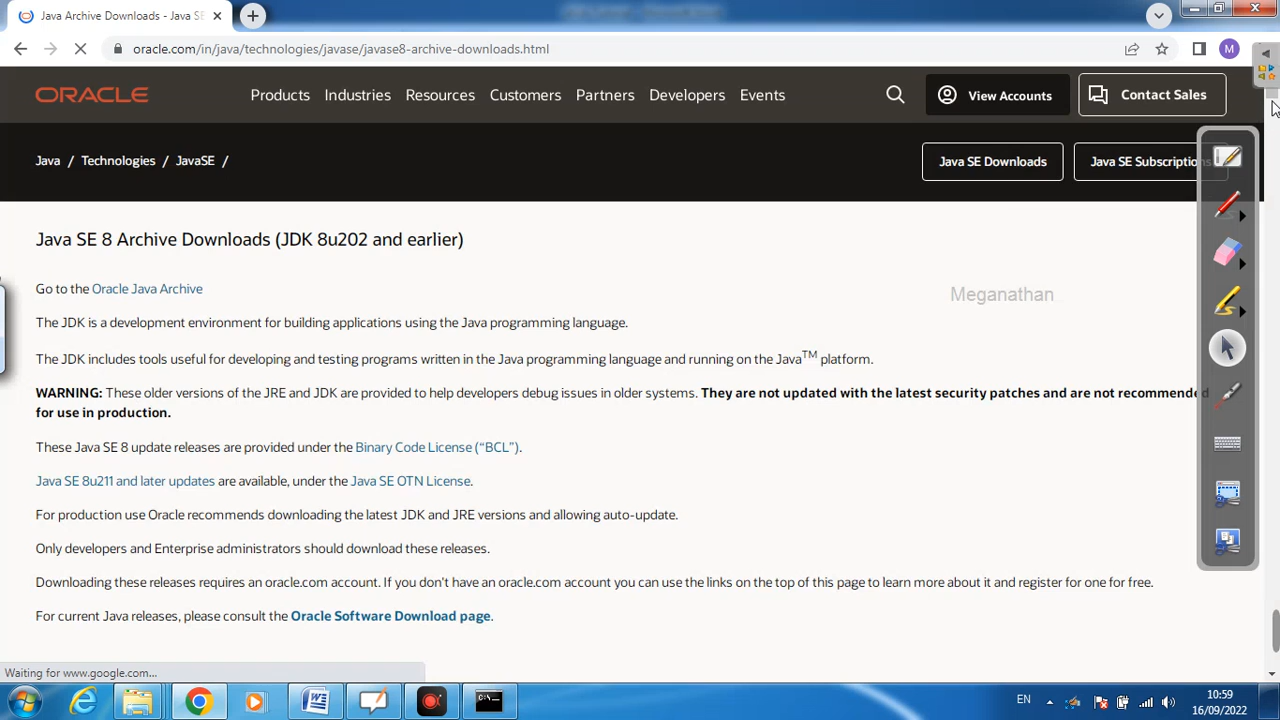 Java Archive Downloads - Java SE
oracle.com/in/java/technologies/javase/javase8-archive-downloads.html
M
ORACLE
Products
Industries
Resources
Customers
Partners
Developers
Events
View Accounts
Contact Sales
Java / Technologies / JavaSE /
Java SE Downloads
Java SE Subscriptions
Java SE 8 Archive Downloads (JDK 8u202 and earlier)
Go to the Oracle Java Archive
Meganathan
The JDK is a development environment for building applications using the Java programming language.
The JDK includes tools useful for developing and testing programs written in the Java programming language and running on the Java™ platform.
WARNING: These older versions of the JRE and JDK are provided to help developers debug issues in older systems. They are not updated with the latest security patches and are not recommended
for use in production.
These Java SE 8 update releases are provided under the Binary Code License (“BCL”).
Java SE 8u211 and later updates are available, under the Java SE OTN License.
For production use Oracle recommends downloading the latest JDK and JRE versions and allowing auto-update.
Only developers and Enterprise administrators should download these releases.
Downloading these releases requires an oracle.com account. If you don't have an oracle.com account you can use the links on the top of this page to learn more about it and register for one for free.
For current Java releases, please consult the Oracle Software Download page.
Waiting for www.google.com...
EN
10:59
16/09/2022